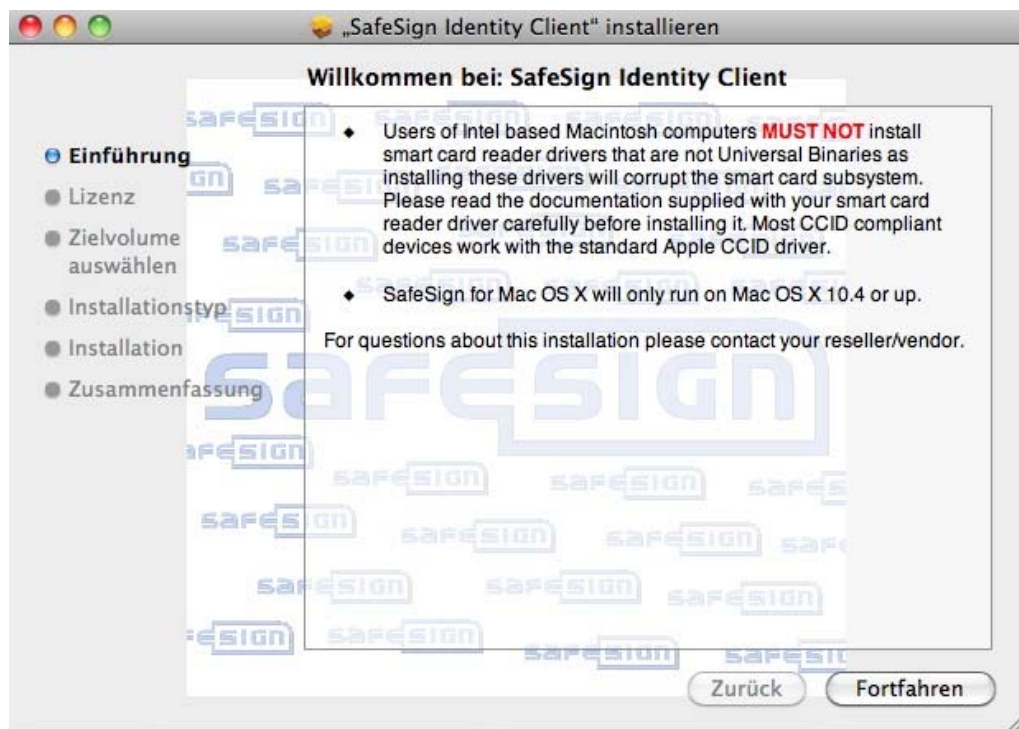 „SafeSign Identity Client“ installieren
Willkommen bei: SafeSign Identity Client
Einführung
Lizenz
Zielvolume
auswählen
Installationstyp
Installation
Zusammenfassung
◆ Users of Intel based Macintosh computers MUST NOT install
smart card reader drivers that are not Universal Binaries as
installing these drivers will corrupt the smart card subsystem.
Please read the documentation supplied with your smart card
reader driver carefully before installing it. Most CCID compliant
devices work with the standard Apple CCID driver.
◆ SafeSign for Mac OS X will only run on Mac OS X 10.4 or up.
For questions about this installation please contact your reseller/vendor.
safesign
Zurück
Fortfahren